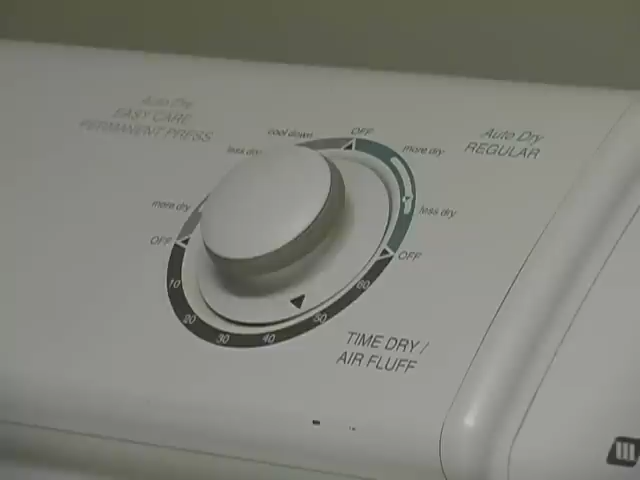 Auto Dry
EASY CARE
PERMANENT PRESS
cool down
OFF
less dry
more dry
Auto Dry
REGULAR
more dry
less dry
OFF
OFF
10
20
30
40
50
60
TIME DRY /
AIR FLUFF